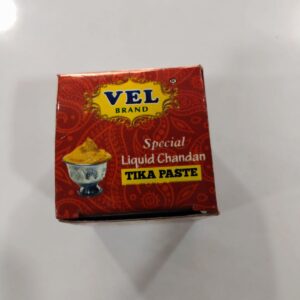 VEL
BRAND
Special
Liquid Chandan
TIKA PASTE